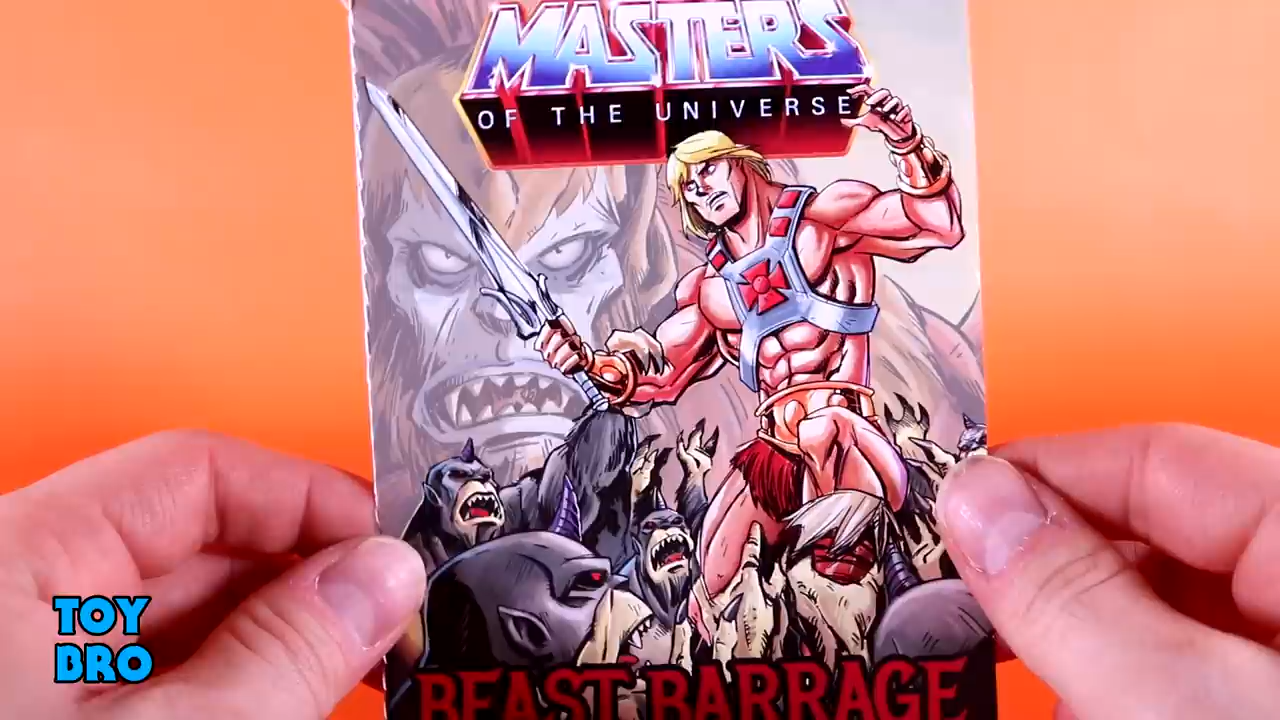 MASTERS
OF THE UNIVERSE
BEAST BARRAGE
TOY
BRO